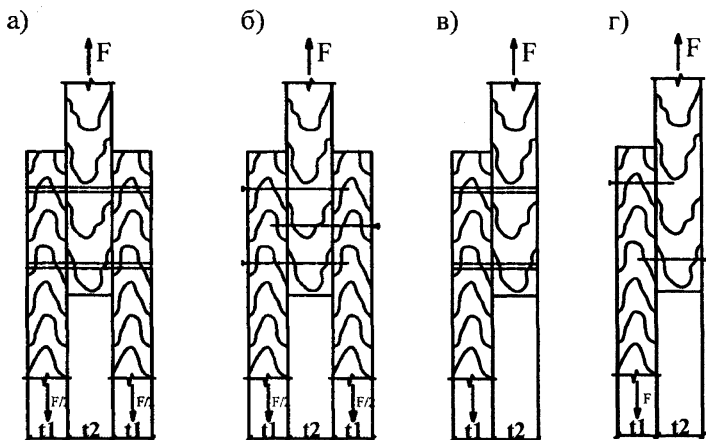 а) б) в) г)
F F F F
F/2 F/2 F/2 F/2 F
t1 t2 t1 t1 t2 t1 t1 t2 t1 t2